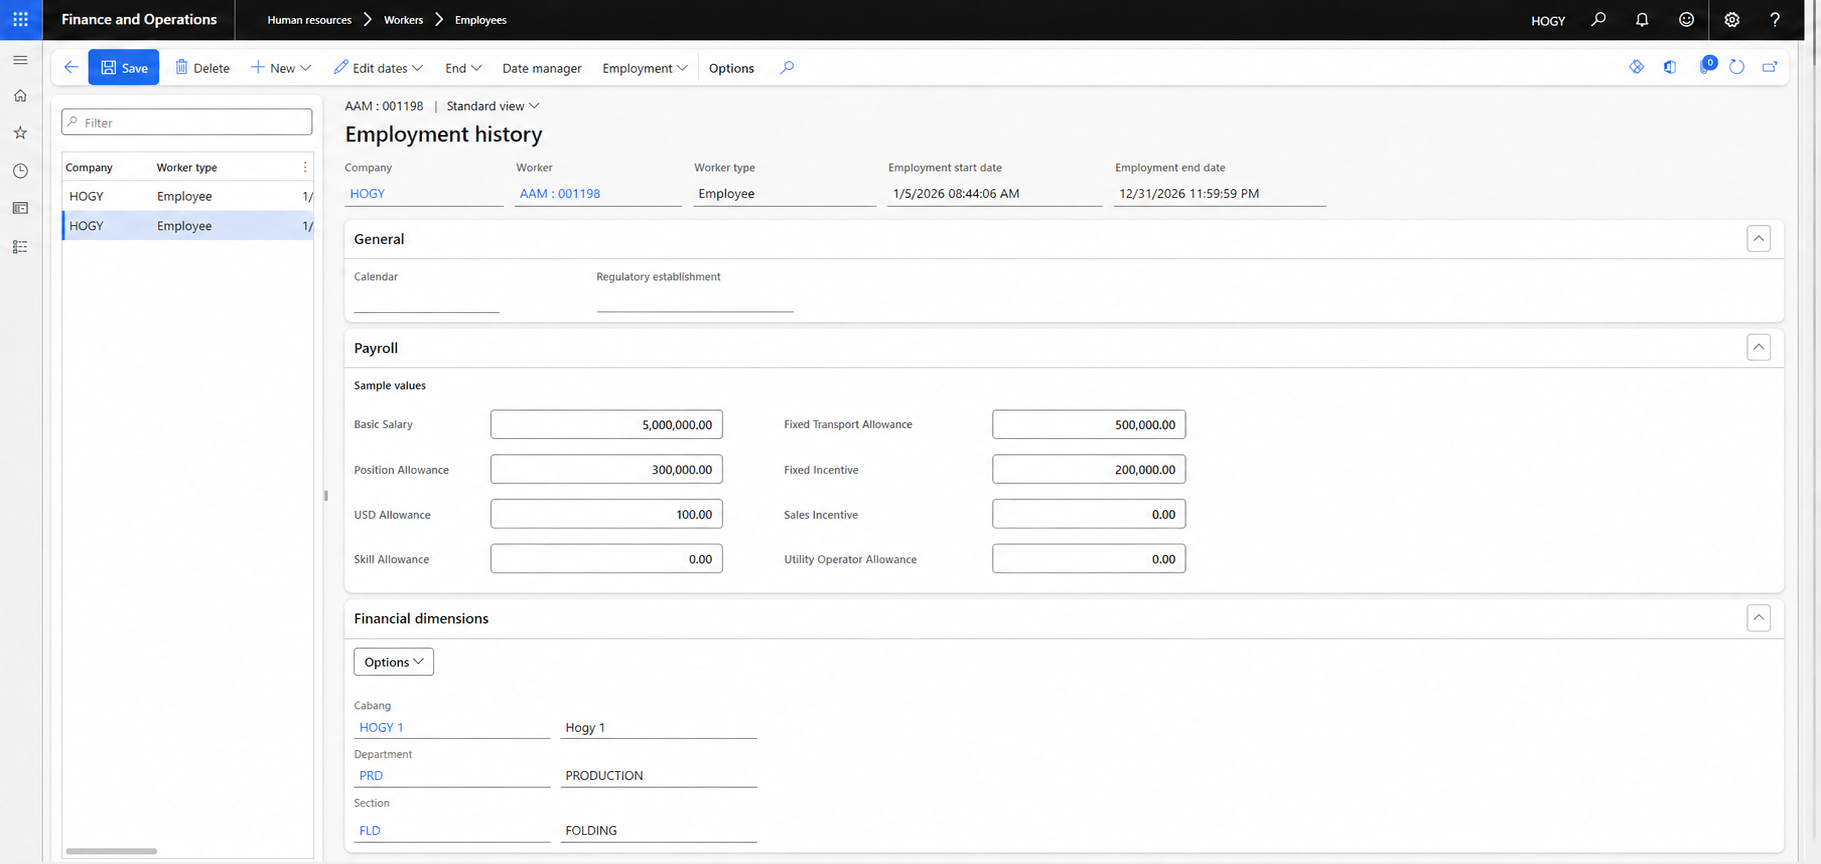 Finance and Operations
Human resources > Workers > Employees
HOGY
?
Save Delete New Edit dates End Date manager Employment Options
0
Filter
Company Worker type
HOGY Employee 1/
HOGY Employee 1/
AAM : 001198 | Standard view
Employment history
Company Worker Worker type Employment start date Employment end date
HOGY AAM : 001198 Employee 1/5/2026 08:44:06 AM 12/31/2026 11:59:59 PM
General
Calendar Regulatory establishment
Payroll
Sample values
Basic Salary 5,000,000.00 Fixed Transport Allowance 500,000.00
Position Allowance 300,000.00 Fixed Incentive 200,000.00
USD Allowance 100.00 Sales Incentive 0.00
Skill Allowance 0.00 Utility Operator Allowance 0.00
Financial dimensions
Options
Cabang
HOGY 1 Hogy 1
Department
PRD PRODUCTION
Section
FLD FOLDING